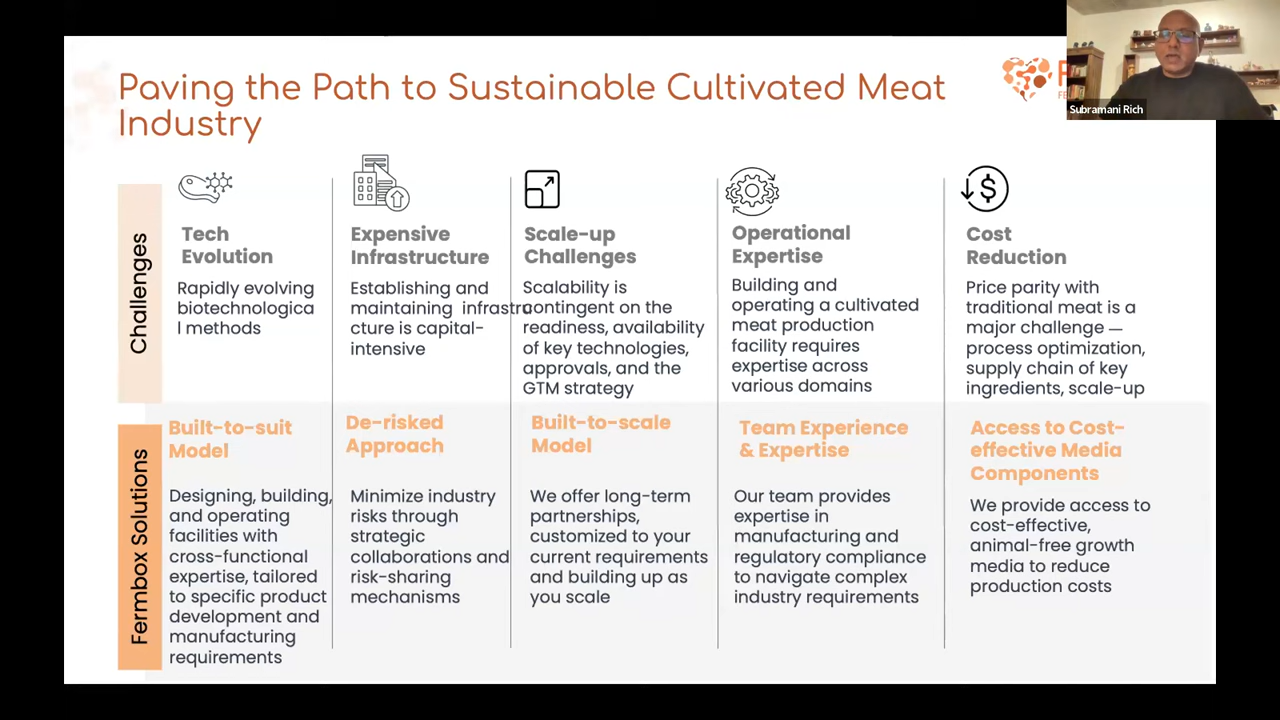 Paving the Path to Sustainable Cultivated Meat
Industry
Subramani Rich
Challenges
Tech
Evolution
Rapidly evolving
biotechnologica
l methods
Expensive
Infrastructure
Establishing and
maintaining infrastru
cture is capital-
intensive
Scale-up
Challenges
Scalability is
contingent on the
readiness, availability
of key technologies,
approvals, and the
GTM strategy
Operational
Expertise
Building and
operating a cultivated
meat production
facility requires
expertise across
various domains
Cost
Reduction
Price parity with
traditional meat is a
major challenge —
process optimization,
supply chain of key
ingredients, scale-up
Fermbox Solutions
Built-to-suit
Model
Designing, building,
and operating
facilities with
cross-functional
expertise, tailored
to specific product
development and
manufacturing
requirements
De-risked
Approach
Minimize industry
risks through
strategic
collaborations and
risk-sharing
mechanisms
Built-to-scale
Model
We offer long-term
partnerships,
customized to your
current requirements
and building up as
you scale
Team Experience
& Expertise
Our team provides
expertise in
manufacturing and
regulatory compliance
to navigate complex
industry requirements
Access to Cost-
effective Media
Components
We provide access to
cost-effective,
animal-free growth
media to reduce
production costs